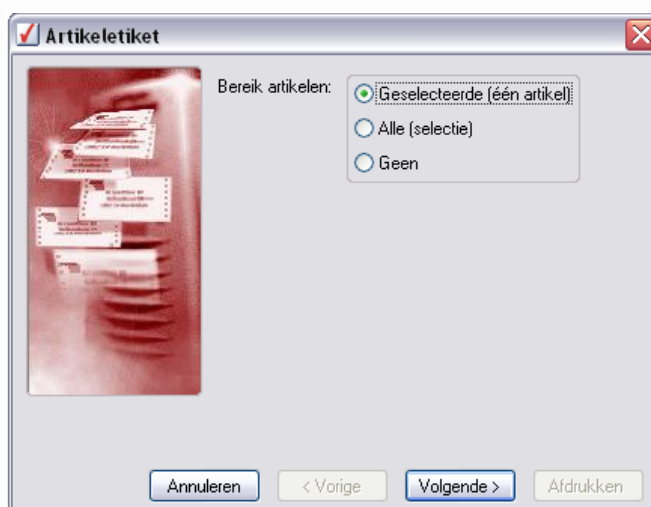 Artikeletiket
Bereik artikelen:
Geselecteerde (één artikel)
Alle (selectie)
Geen
Annuleren
< Vorige
Volgende >
Afdrukken